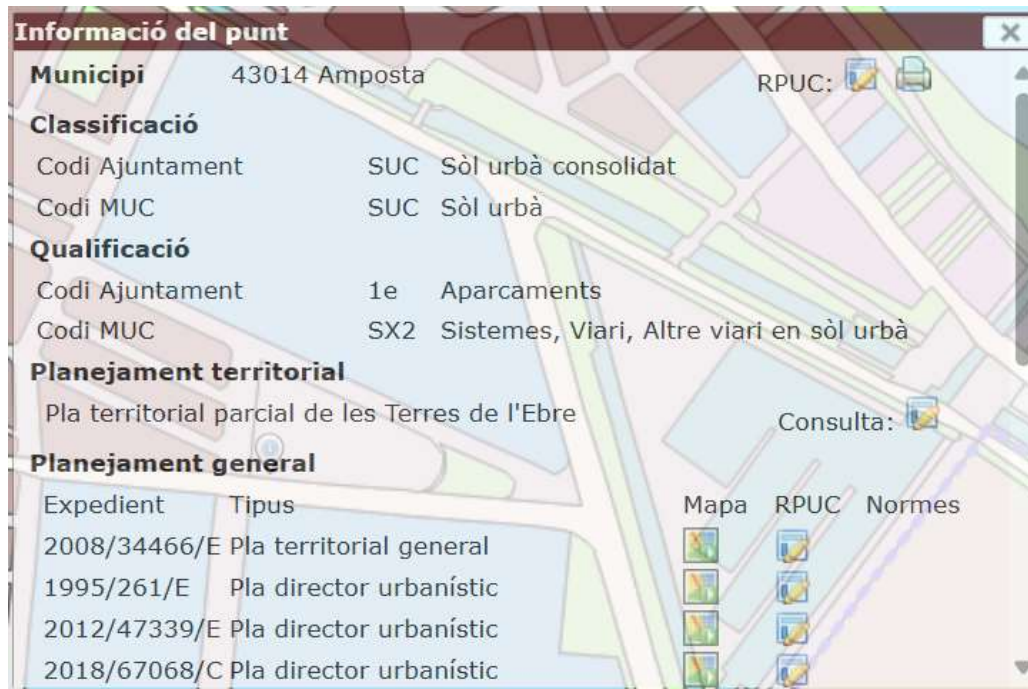 Informació del punt
Municipi 43014 Amposta RPUC:
Classificació
Codi Ajuntament SUC Sòl urbà consolidat
Codi MUC SUC Sòl urbà
Qualificació
Codi Ajuntament 1e Aparcaments
Codi MUC SX2 Sistemes, Viari, Altre viari en sòl urbà
Planejament territorial
Pla territorial parcial de les Terres de l'Ebre Consulta:
Planejament general
Expedient Tipus Mapa RPUC Normes
2008/34466/E Pla territorial general
1995/261/E Pla director urbanístic
2012/47339/E Pla director urbanístic
2018/67068/C Pla director urbanístic